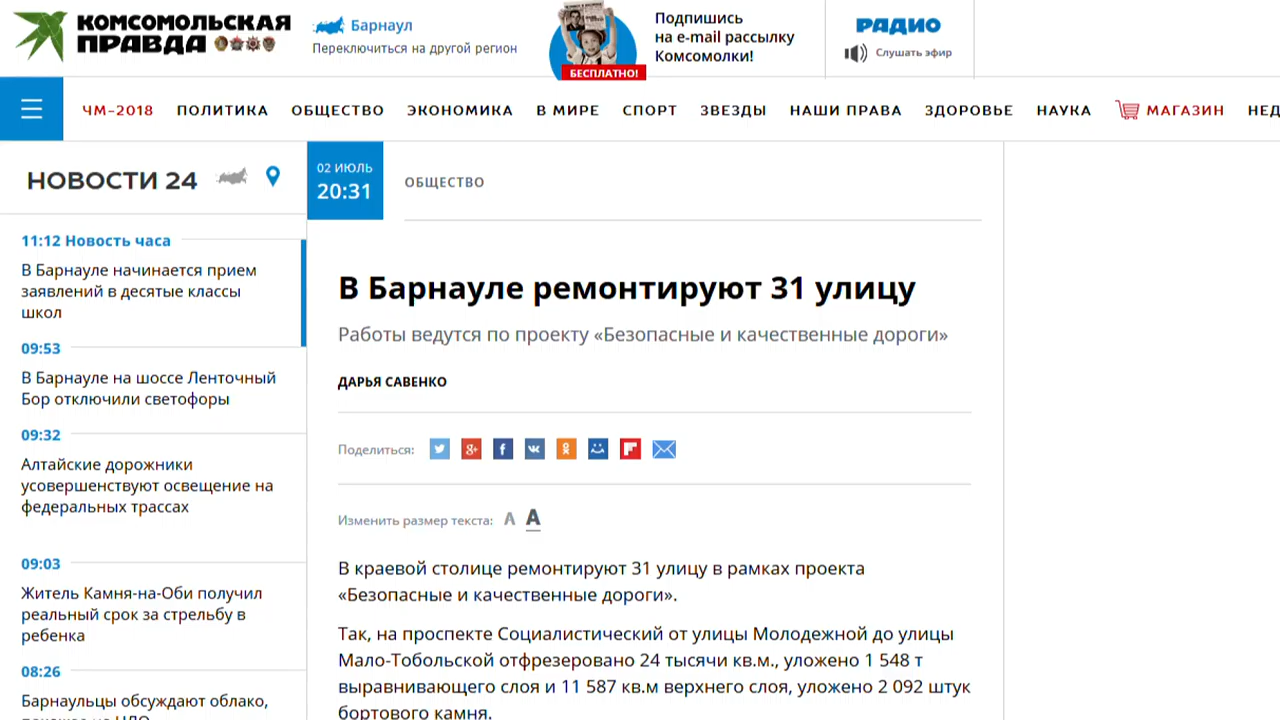 КОМСОМОЛЬСКАЯ
ПРАВДА
Барнаул
Переключиться на другой регион
БЕСПЛАТНО!
Подпишись
на e-mail рассылку
Комсомолки!
РАДИО
Слушать эфир
ЧМ-2018 ПОЛИТИКА ОБЩЕСТВО ЭКОНОМИКА В МИРЕ СПОРТ ЗВЕЗДЫ НАШИ ПРАВА ЗДОРОВЬЕ НАУКА МАГАЗИН НЕД
НОВОСТИ 24
11:12 Новость часа
В Барнауле начинается прием
заявлений в десятые классы
школ
09:53
В Барнауле на шоссе Ленточный
Бор отключили светофоры
09:32
Алтайские дорожники
усовершенствуют освещение на
федеральных трассах
09:03
Житель Камня-на-Оби получил
реальный срок за стрельбу в
ребенка
08:26
Барнаульцы обсуждают облако,
похожее на НЛО
02 ИЮЛЬ
20:31
ОБЩЕСТВО
В Барнауле ремонтируют 31 улицу
Работы ведутся по проекту «Безопасные и качественные дороги»
ДАРЬЯ САВЕНКО
Поделиться:
Изменить размер текста: А А
В краевой столице ремонтируют 31 улицу в рамках проекта
«Безопасные и качественные дороги».
Так, на проспекте Социалистический от улицы Молодежной до улицы
Мало-Тобольской отфрезеровано 24 тысячи кв.м., уложено 1 548 т
выравнивающего слоя и 11 587 кв.м верхнего слоя, уложено 2 092 штук
бортового камня.